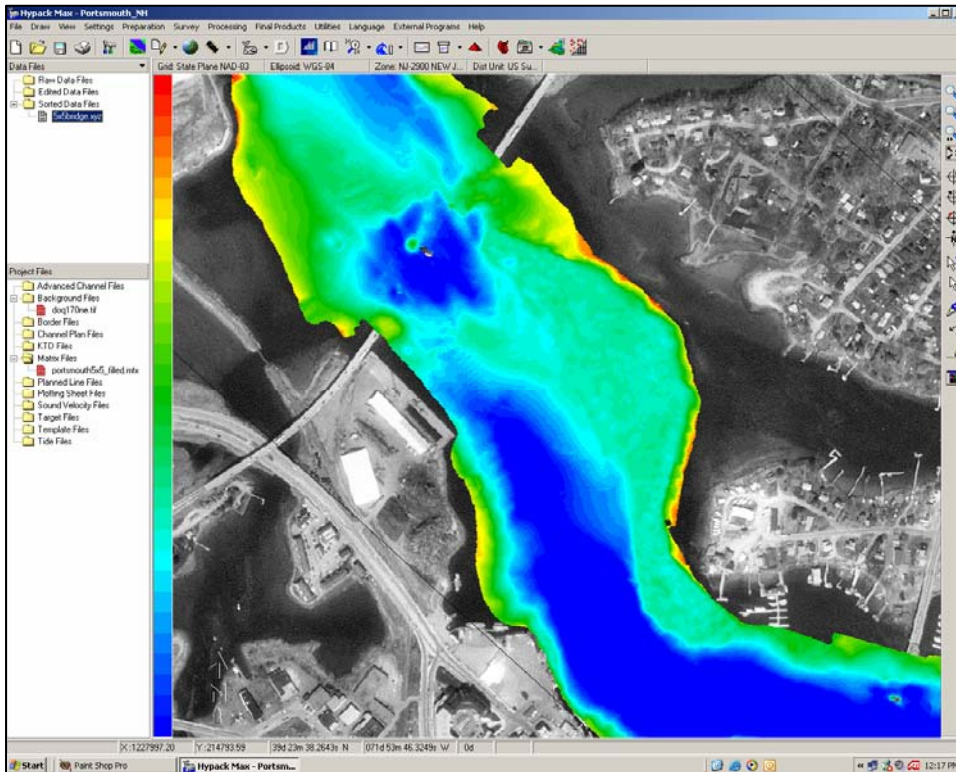 Hypack Max - Portsmouth_NH
File Draw View Settings Preparation Survey Processing Final Products Utilities Language External Programs Help
Data Files
Grid: State Plane NAD-83 Ellipsoid: WGS-84 Zone: NJ-2900 NEW J... Dist Unit: US Su...
Raw Data Files
Edited Data Files
Sorted Data Files
5x5bridge.xyz
Project Files
Advanced Channel Files
Background Files
doq170ne.tif
Border Files
Channel Plan Files
KTD Files
Matrix Files
portsmouth5x5_filled.mtx
Planned Line Files
Plotting Sheet Files
Sound Velocity Files
Target Files
Template Files
Tide Files
X:1227997.20 Y:214793.59 39d 23m 38.2643s N 071d 53m 46.3249s W 0d
Start Paint Shop Pro Hypack Max - Portsm... 12:17 PM